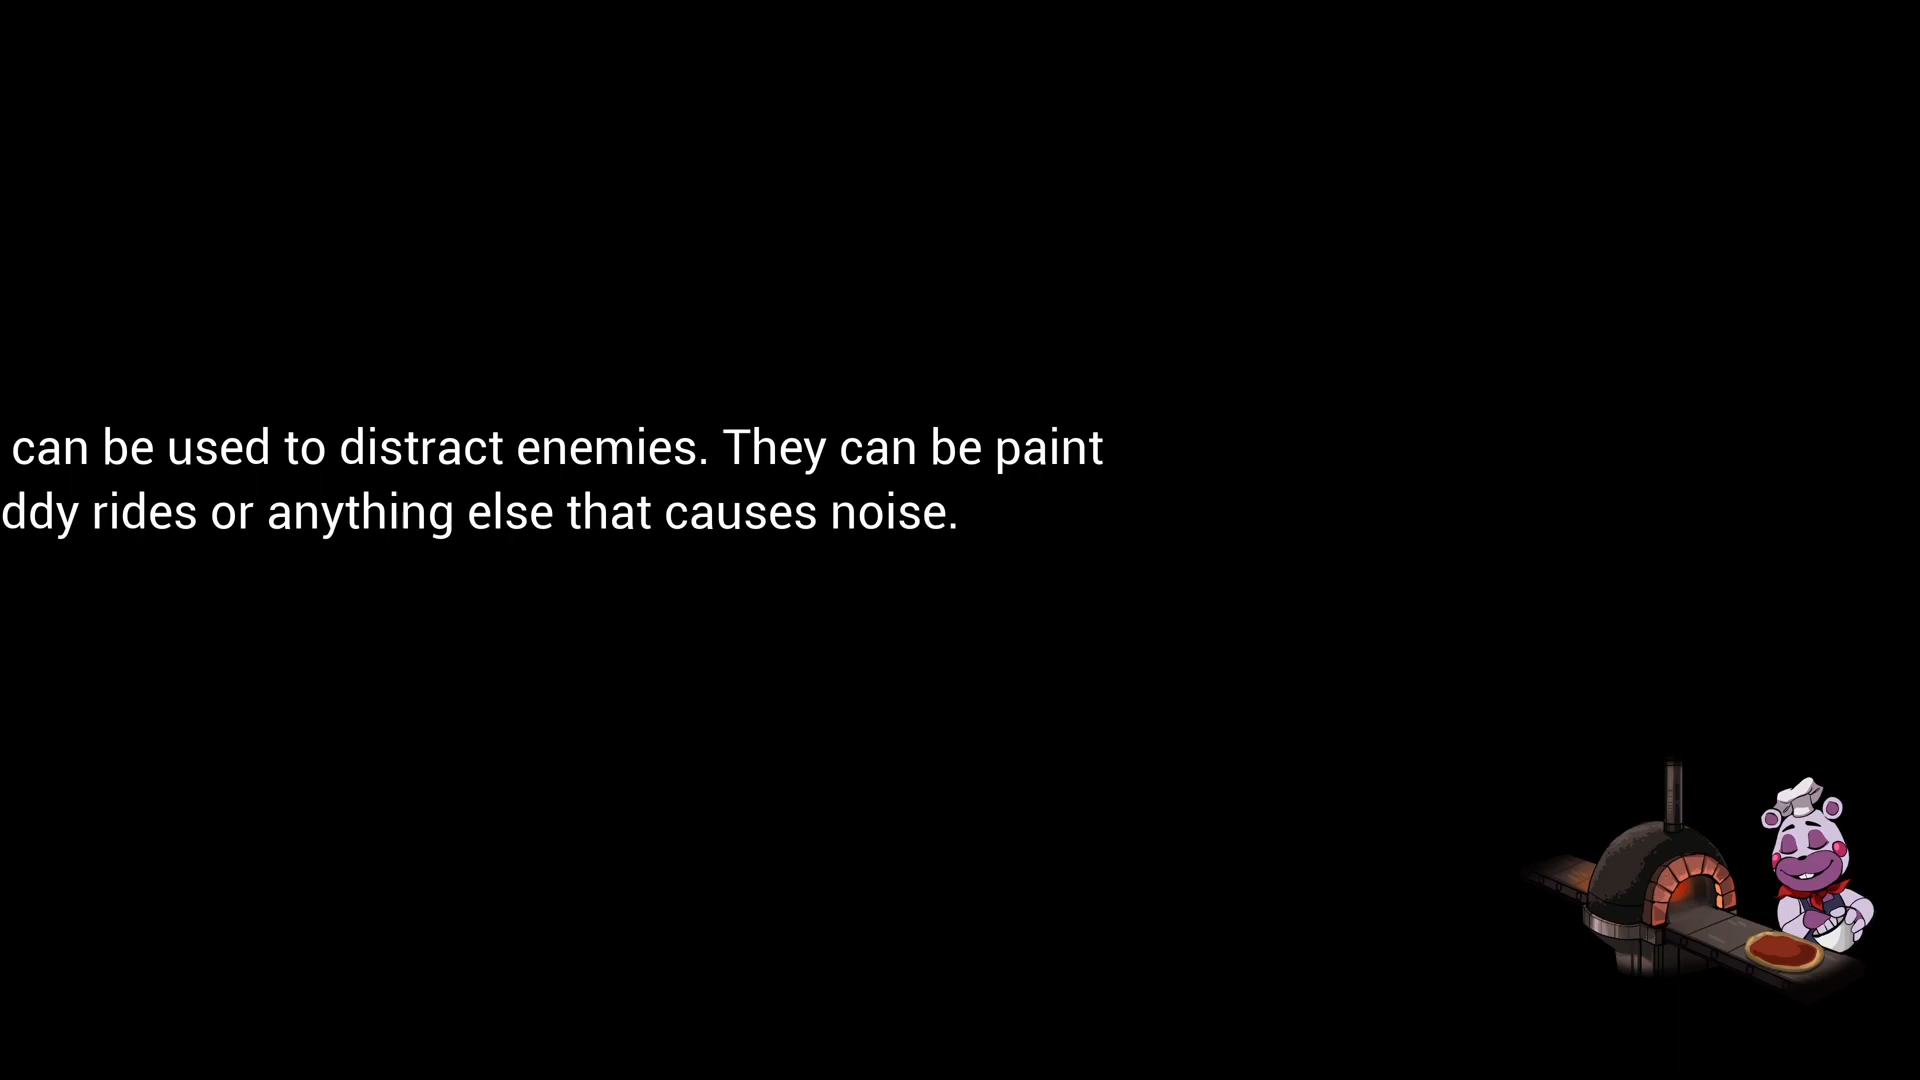 can be used to distract enemies. They can be paint
ddy rides or anything else that causes noise.